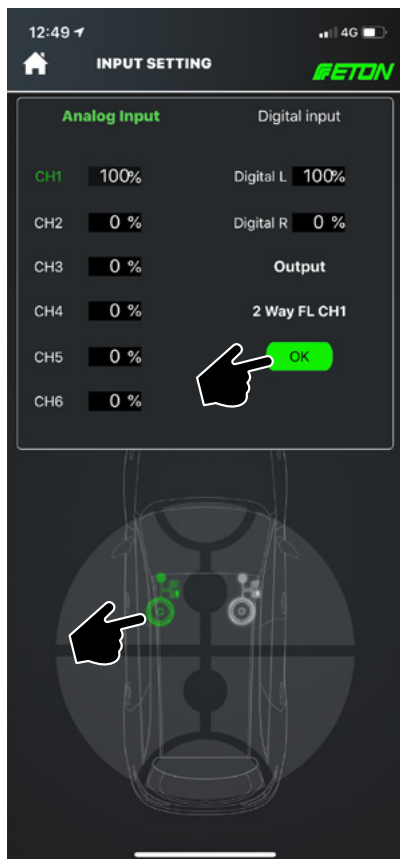 12:49
4G
INPUT SETTING
ETON
Analog Input
Digital input
CH1 100%
Digital L 100%
CH2 0 %
Digital R 0 %
CH3 0 %
Output
CH4 0 %
2 Way FL CH1
CH5 0 %
OK
CH6 0 %